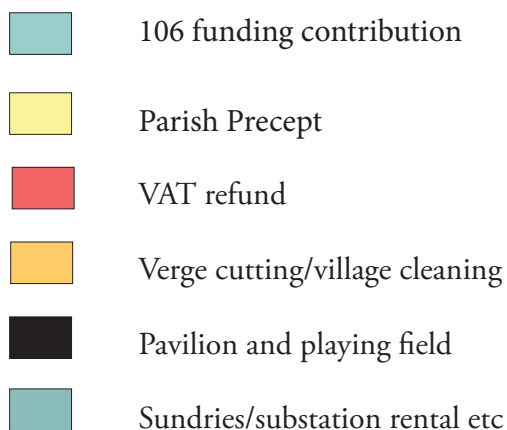 106 funding contribution
Parish Precept
VAT refund
Verge cutting/village cleaning
Pavilion and playing field
Sundries/substation rental etc